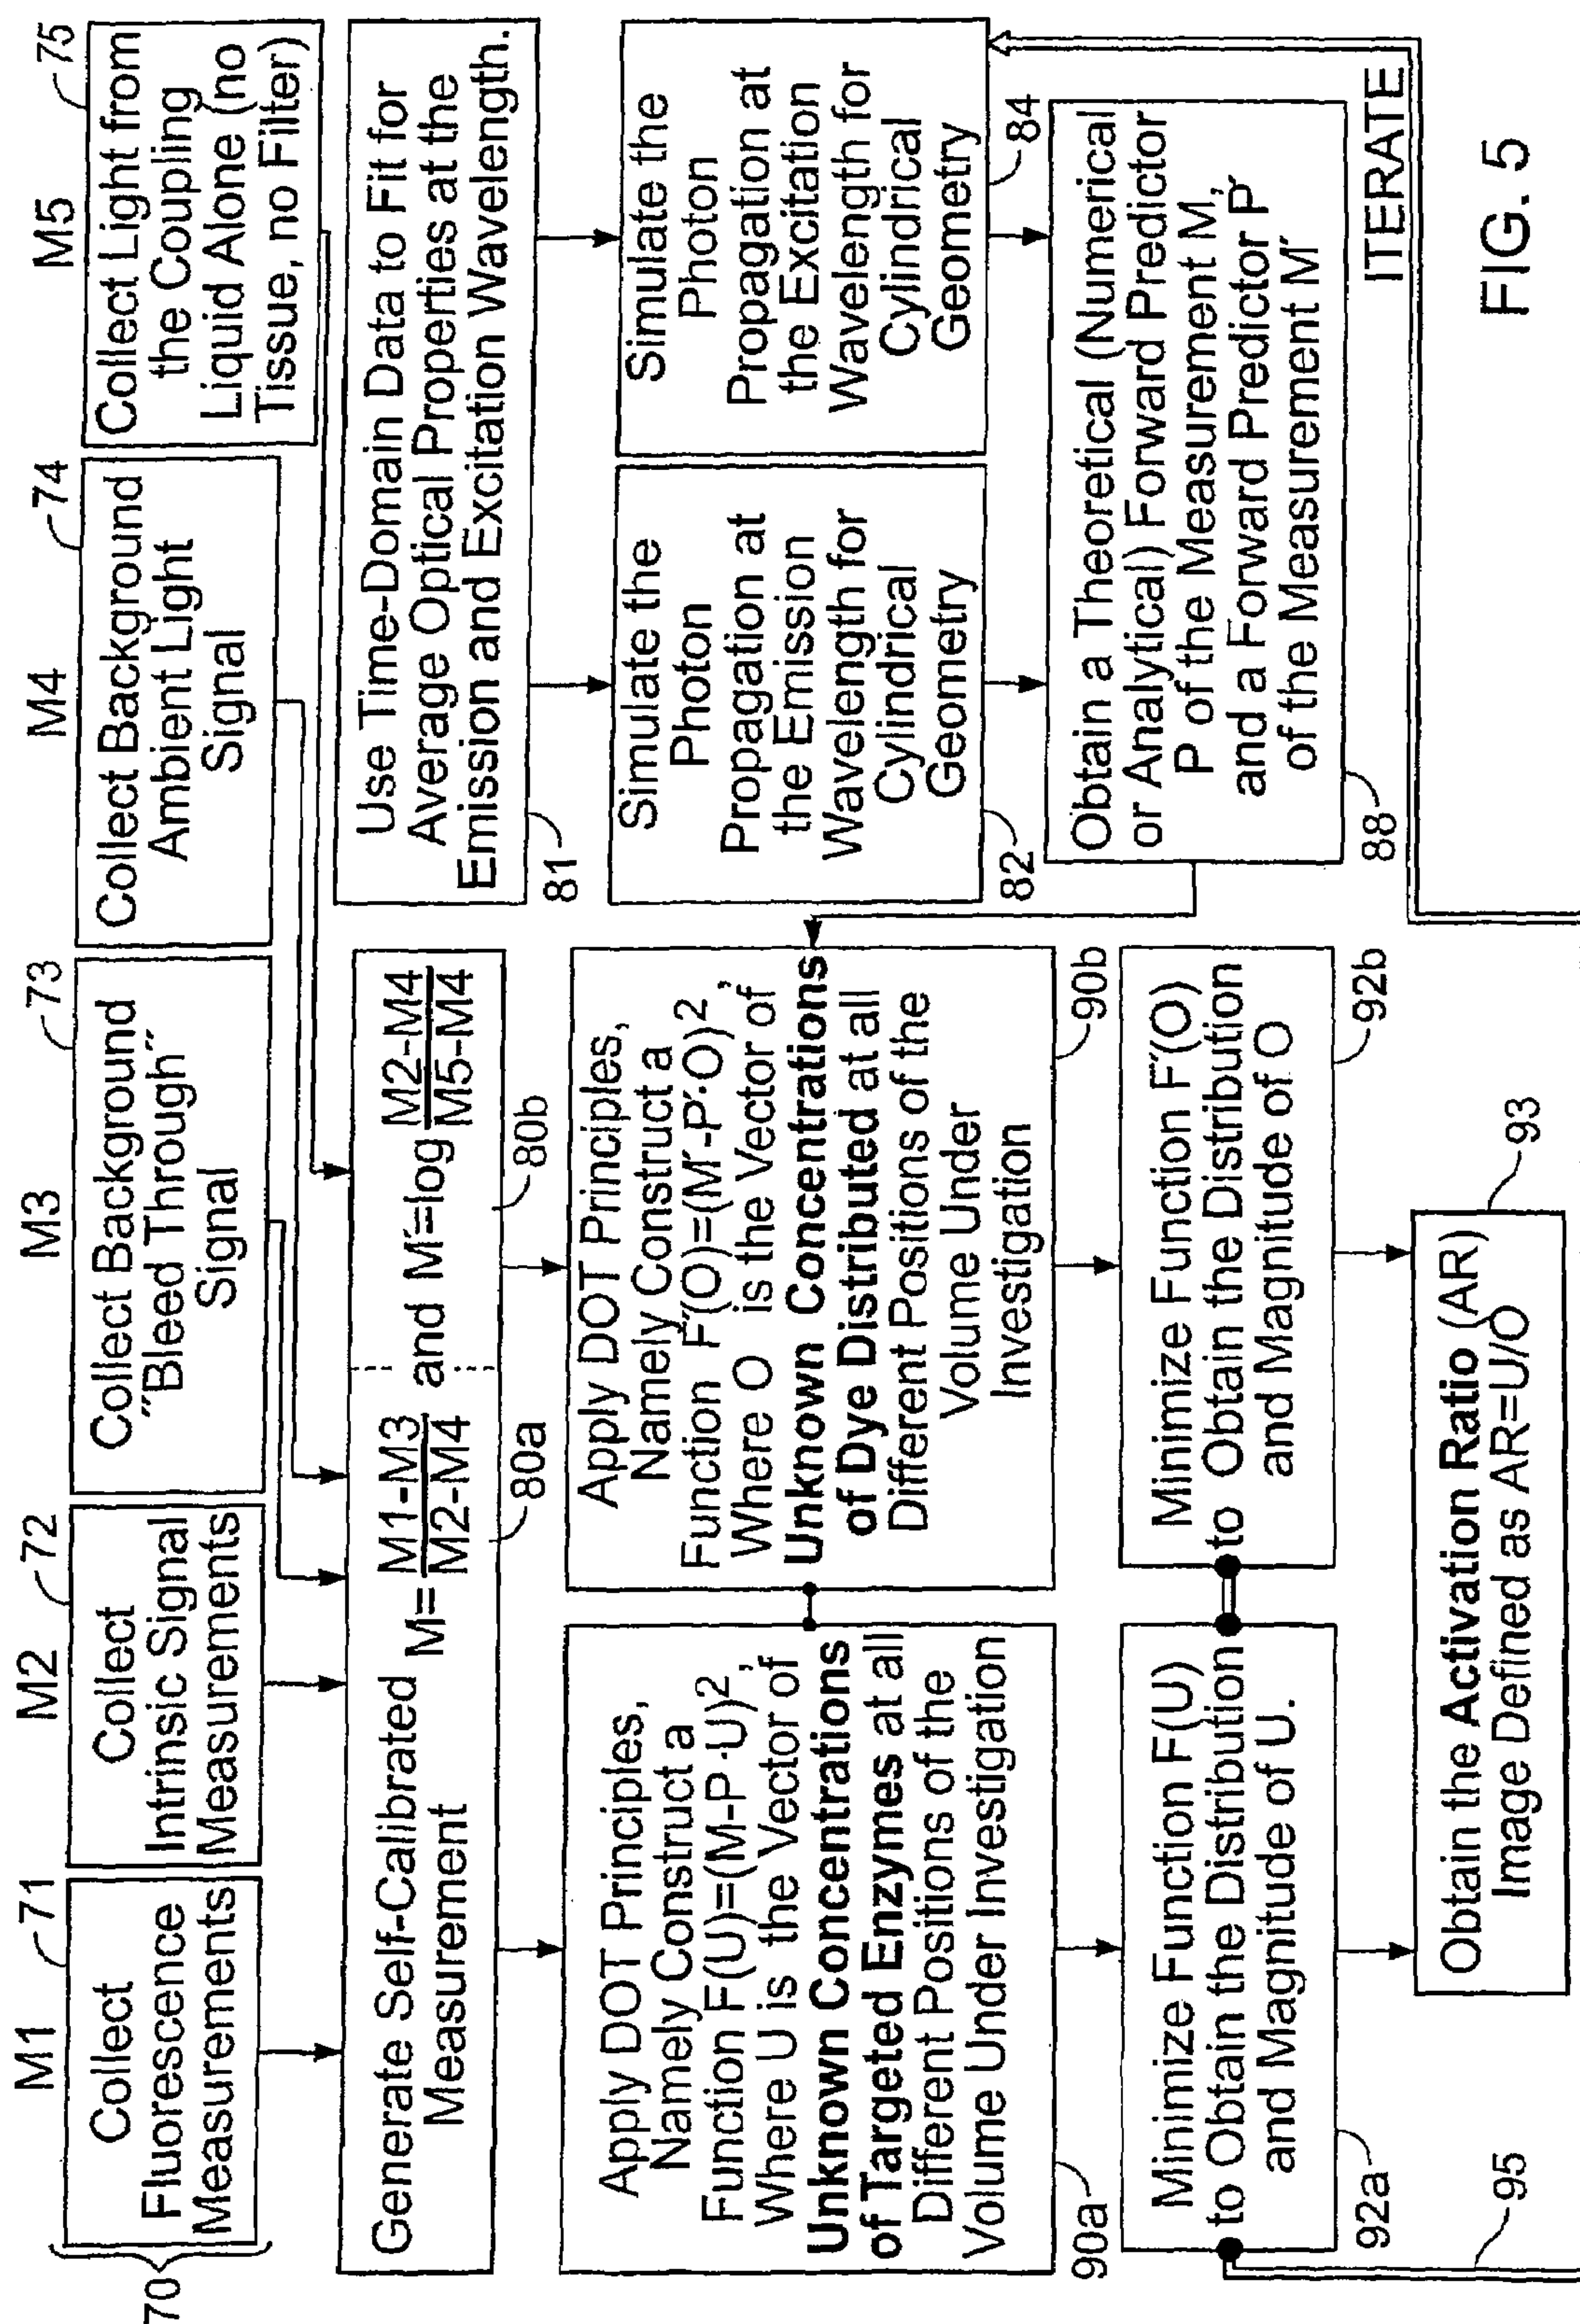 M1
M2
M3
M4
M5
70
71
Collect
Fluorescence
Measurements
72
Collect
Intrinsic Signal
Measurements
73
Collect Background
"Bleed Through"
Signal
74
Collect Background
Ambient Light
Signal
75
Collect Light from
the Coupling
Liquid Alone (no
Tissue, no Filter)
Generate Self-Calibrated
Measurement
M= M1-M3
M2-M4
and M'=log M2-M4
M5-M4
80a
80b
Use Time-Domain Data to Fit for
Average Optical Properties at the
Emission and Excitation Wavelength.
81
Simulate the
Photon
Propagation at
the Emission
Wavelength for
Cylindrical
Geometry
82
Simulate the
Photon
Propagation at
the Excitation
Wavelength for
Cylindrical
Geometry
84
Obtain a Theoretical (Numerical
or Analytical) Forward Predictor
P of the Measurement M,
and a Forward Predictor P'
of the Measurement M'
88
Apply DOT Principles,
Namely Construct a
Function F(U)=(M-P·U)2,
Where U is the Vector of
Unknown Concentrations
of Targeted Enzymes at all
Different Positions of the
Volume Under Investigation
90a
Apply DOT Principles,
Namely Construct a
Function F'(O)=(M'-P'·O)2,
Where O is the Vector of
Unknown Concentrations
of Dye Distributed at all
Different Positions of the
Volume Under
Investigation
90b
Minimize Function F(U)
to Obtain the Distribution
and Magnitude of U.
92a
Minimize Function F'(O)
to Obtain the Distribution
and Magnitude of O
92b
Obtain the Activation Ratio (AR)
Image Defined as AR=U/O
93
95
ITERATE
FIG. 5